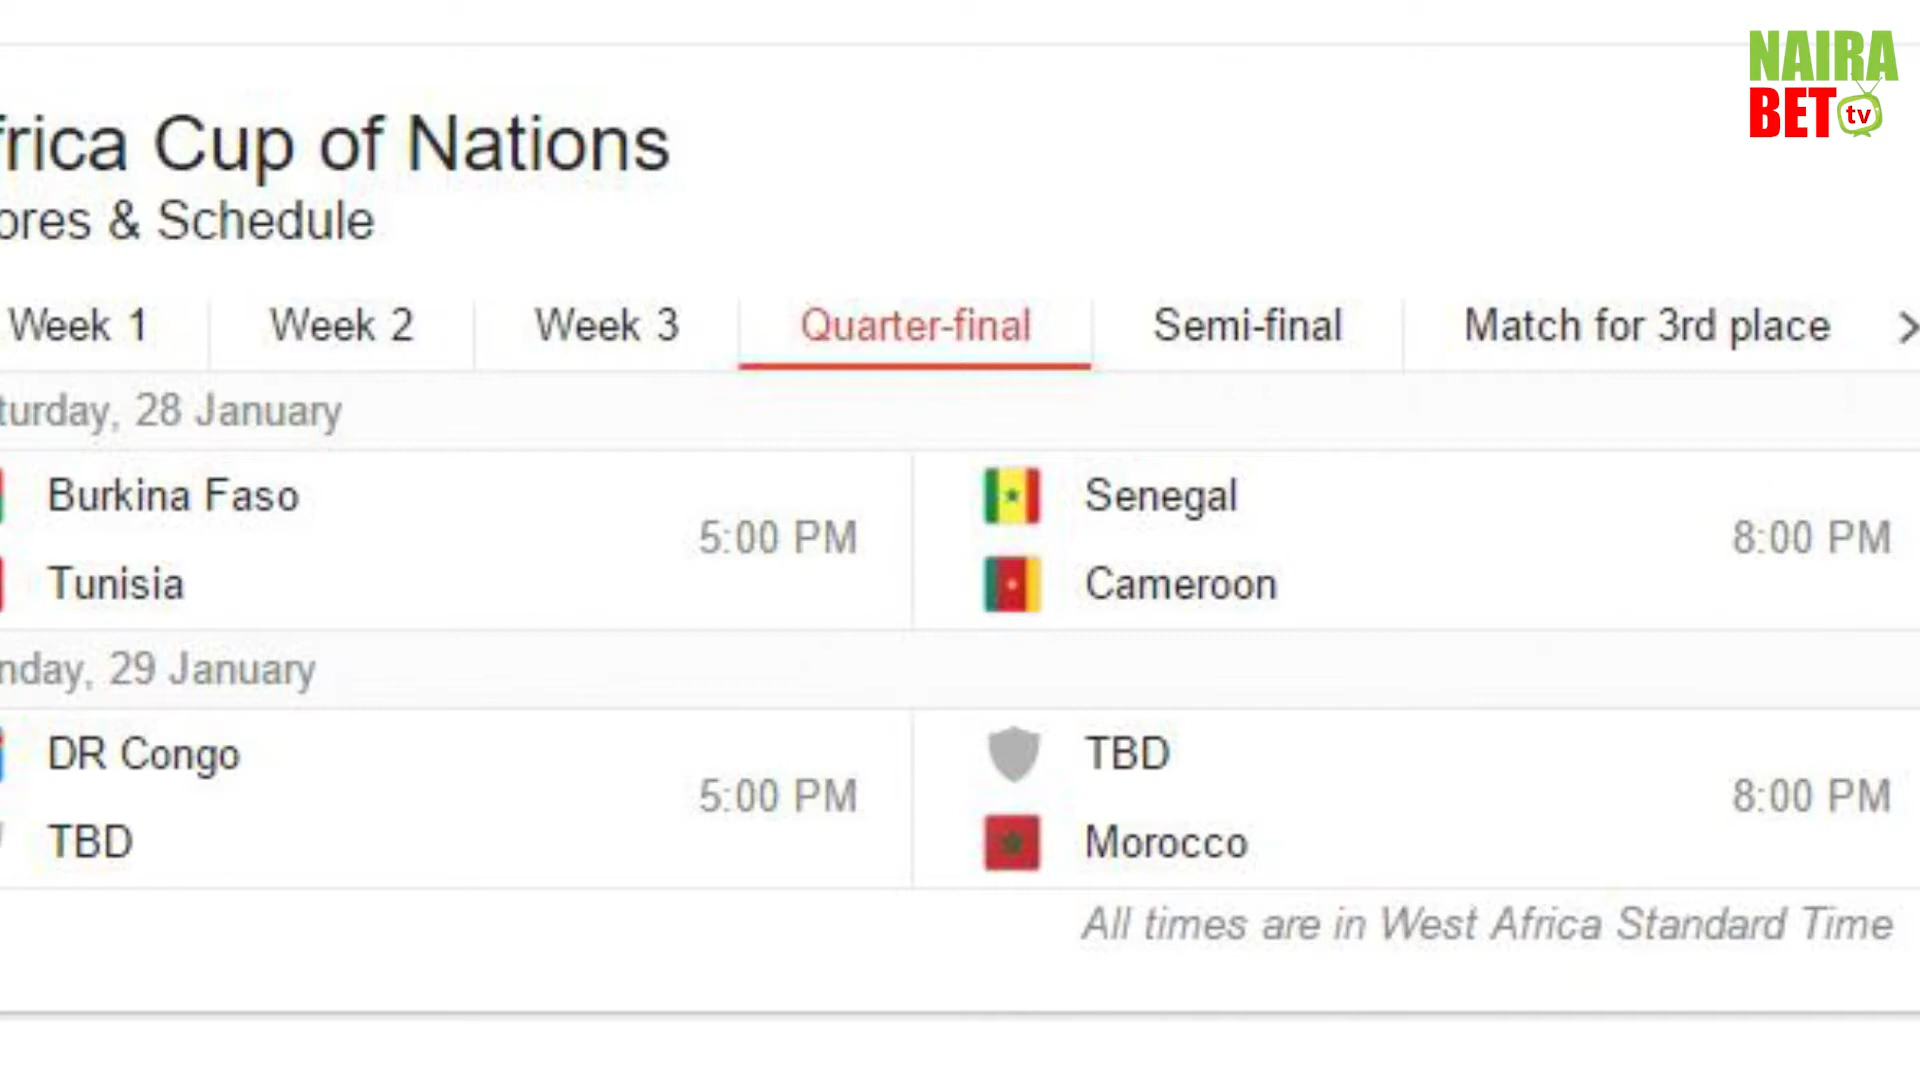 NAIRA
BET tv
frica Cup of Nations
ores & Schedule
Week 1 Week 2 Week 3 Quarter-final Semi-final Match for 3rd place >
turday, 28 January
Burkina Faso Senegal
5:00 PM 8:00 PM
Tunisia Cameroon
nday, 29 January
DR Congo TBD
5:00 PM 8:00 PM
TBD Morocco
All times are in West Africa Standard Time